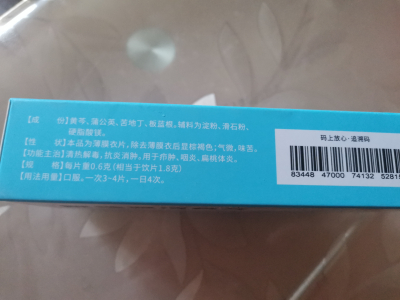 【成　　份】黄芩、蒲公英、苦地丁、板蓝根。辅料为淀粉、滑石粉、
硬脂酸镁。
【性　　状】本品为薄膜衣片，除去薄膜衣后显棕褐色；气微，味苦。
【功能主治】清热解毒，抗炎消肿。用于疖肿、咽炎、扁桃体炎。
【规　　格】每片重0.6克(相当于饮片1.8克)
【用法用量】口服。一次3~4片，一日4次。
码上放心·追溯码
83448 47000 74132 52815